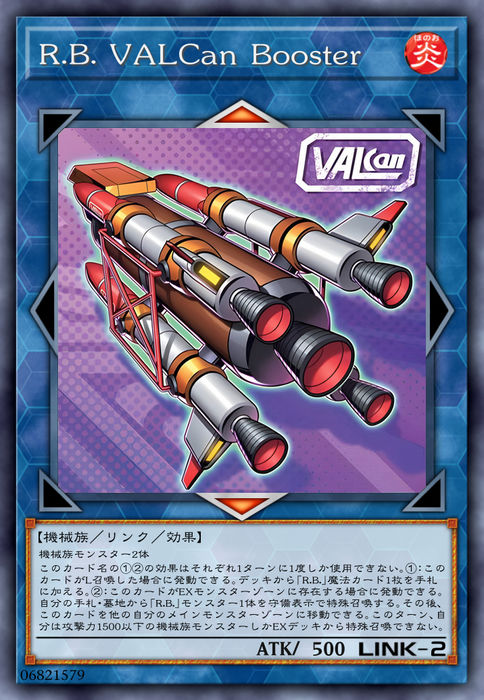 R.B. VALCan Booster
ほのお
炎
VALCan
【機械族／リンク／効果】
機械族モンスター2体
このカード名の①②の効果はそれぞれ1ターンに1度しか使用できない。①：こ
のカードがL召喚した場合に発動できる。デッキから「R.B.」魔法カード1枚を手札
に加える。②：このカードがEXモンスターゾーンに存在する場合に発動できる。
自分の手札・墓地から「R.B.」モンスター1体を守備表示で特殊召喚する。その後、
このカードを他の自分のメインモンスターゾーンに移動できる。このターン、自
分は攻撃力1500以下の機械族モンスターしかEXデッキから特殊召喚できない。
ATK/ 500 LINK-2
06821579